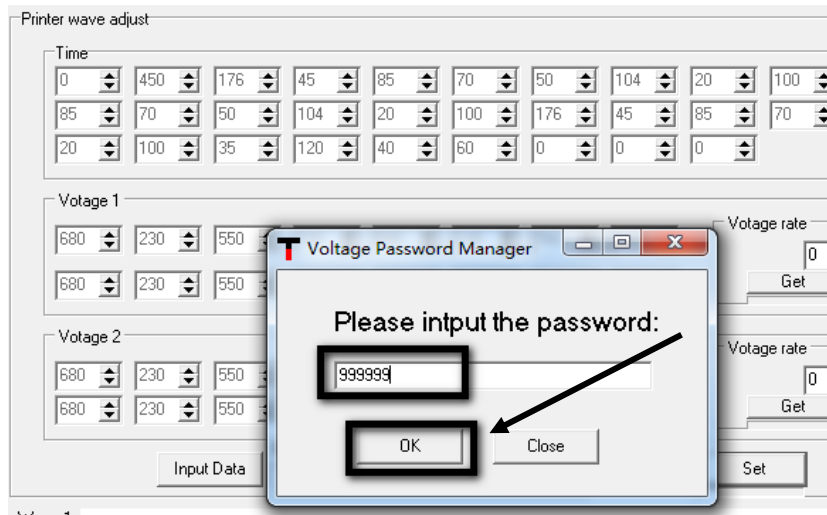 Printer wave adjust
Time
0 450 176 45 85 70 50 104 20 100
85 70 50 104 20 100 176 45 85 70
20 100 35 120 40 60 0 0 0
Votage 1
680 230 550
Votage rate
0
680 230 550
Get
Voltage Password Manager
Please intput the password:
999999
OK Close
Votage 2
680 230 550
Votage rate
0
680 230 550
Get
Input Data
Set